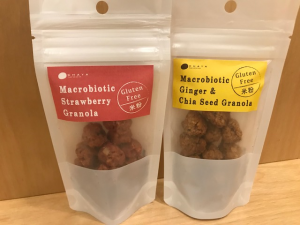 Macrobiotic
Strawberry
Granola
Gluten
Free
米粉
Macrobiotic
Ginger &
Chia Seed Granola
Gluten
Free
米粉